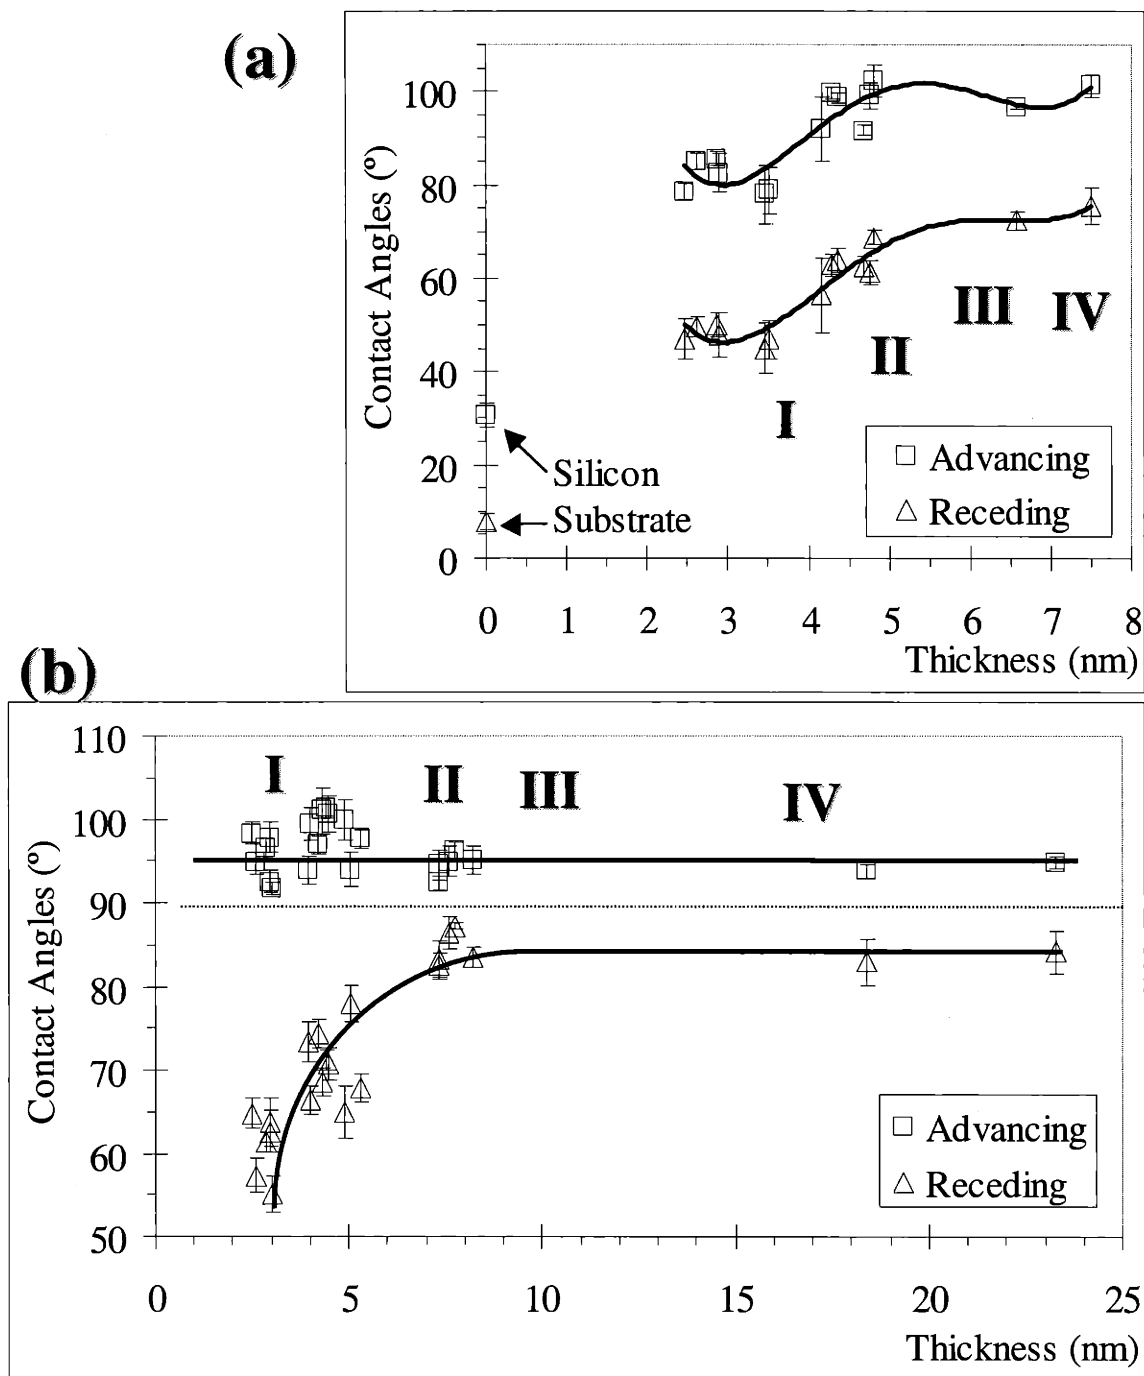 (a)
100
80
60
40
20
0
Contact Angles (º)
III
IV
II
I
Silicon
Substrate
Advancing
Receding
0 1 2 3 4 5 6 7 8
Thickness (nm)
(b)
110
100
90
80
70
60
50
Contact Angles (º)
I II III IV
Advancing
Receding
0 5 10 15 20 25
Thickness (nm)